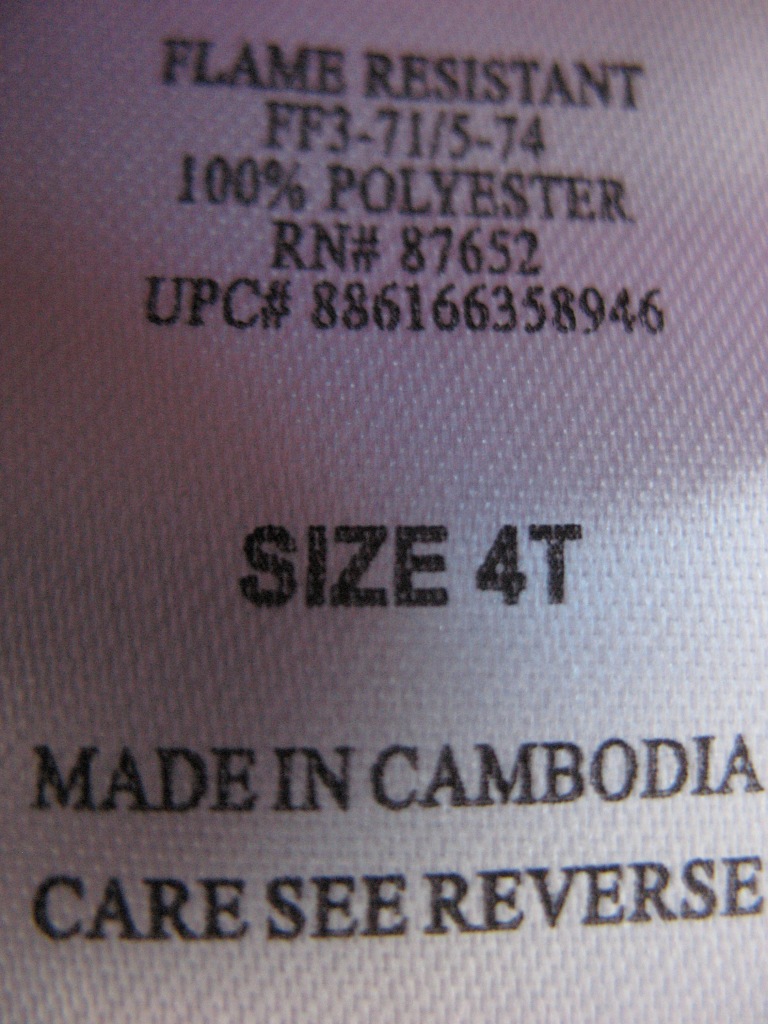 FLAME RESISTANT
FF3-71/5-74
100% POLYESTER
RN# 87652
UPC# 886166358946
SIZE 4T
MADE IN CAMBODIA
CARE SEE REVERSE